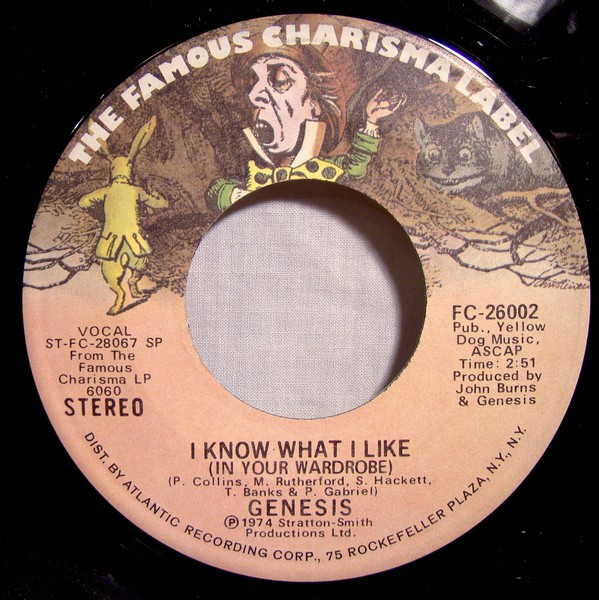 THE FAMOUS CHARISMA LABEL
VOCAL
ST-FC-28067 SP
From The
Famous
Charisma LP
6060
STEREO
FC-26002
Pub., Yellow
Dog Music,
ASCAP
Time: 2:51
Produced by
John Burns
& Genesis
I KNOW WHAT I LIKE
(IN YOUR WARDROBE)
(P. Collins, M. Rutherford, S. Hackett,
T. Banks & P. Gabriel)
GENESIS
Ⓟ1974 Stratton-Smith
Productions Ltd.
DIST. BY ATLANTIC RECORDING CORP., 75 ROCKEFELLER PLAZA, N.Y., N.Y.